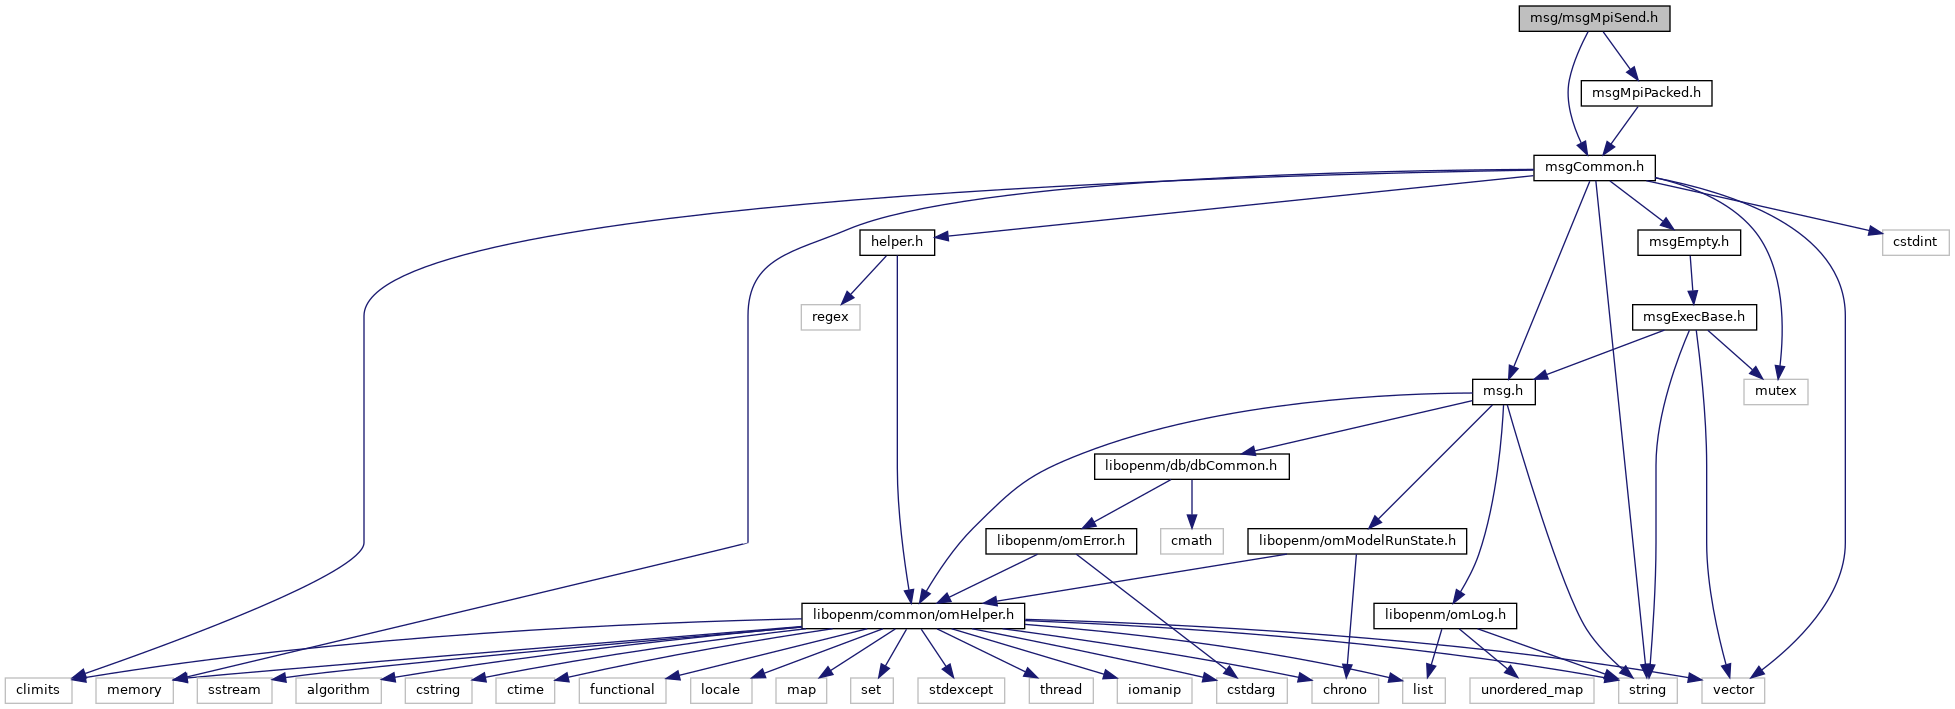 msg/msgMpiSend.h
msgMpiPacked.h
msgCommon.h
helper.h
msgEmpty.h
cstdint
regex
msgExecBase.h
msg.h
mutex
libopenm/db/dbCommon.h
libopenm/omError.h
cmath
libopenm/omModelRunState.h
libopenm/common/omHelper.h
libopenm/omLog.h
climits
memory
sstream
algorithm
cstring
ctime
functional
locale
map
set
stdexcept
thread
iomanip
cstdarg
chrono
list
unordered_map
string
vector